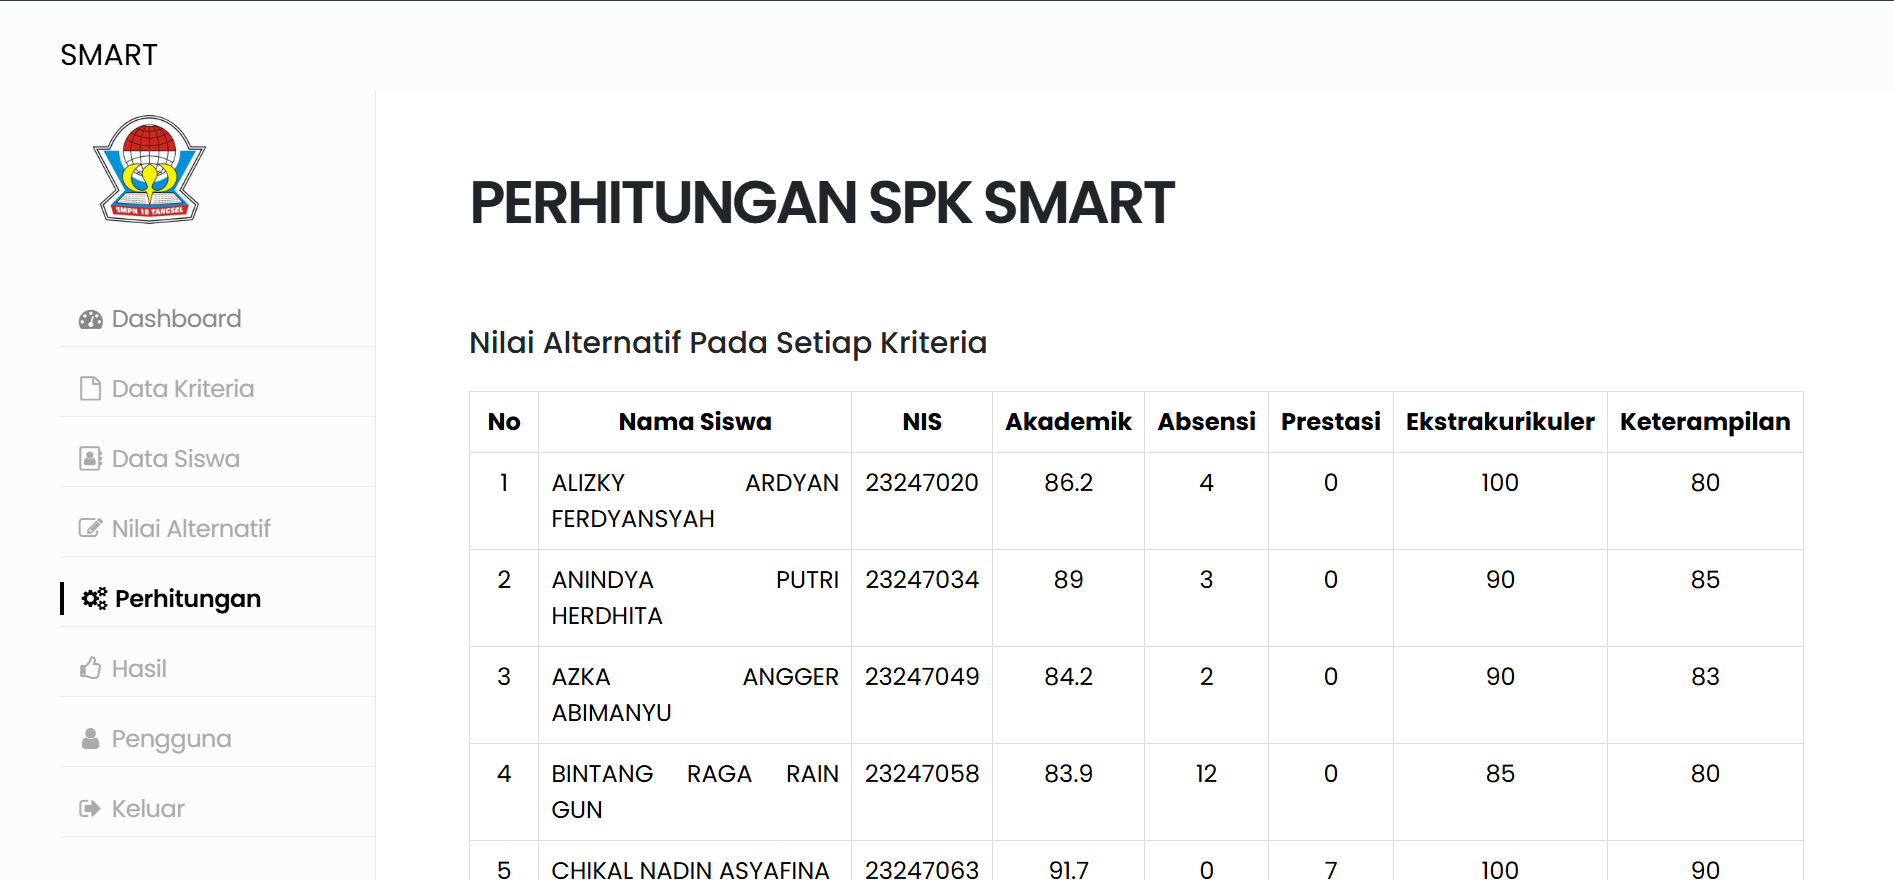 SMART
SMPN 10 TANGSEL
Dashboard
Data Kriteria
Data Siswa
Nilai Alternatif
Perhitungan
Hasil
Pengguna
Keluar
PERHITUNGAN SPK SMART
Nilai Alternatif Pada Setiap Kriteria
No Nama Siswa NIS Akademik Absensi Prestasi Ekstrakurikuler Keterampilan
1 ALIZKY ARDYAN 23247020 86.2 4 0 100 80
FERDYANSYAH
2 ANINDYA PUTRI 23247034 89 3 0 90 85
HERDHITA
3 AZKA ANGGER 23247049 84.2 2 0 90 83
ABIMANYU
4 BINTANG RAGA RAIN 23247058 83.9 12 0 85 80
GUN
5 CHIKAL NADIN ASYAFINA 23247063 91.7 0 7 100 90